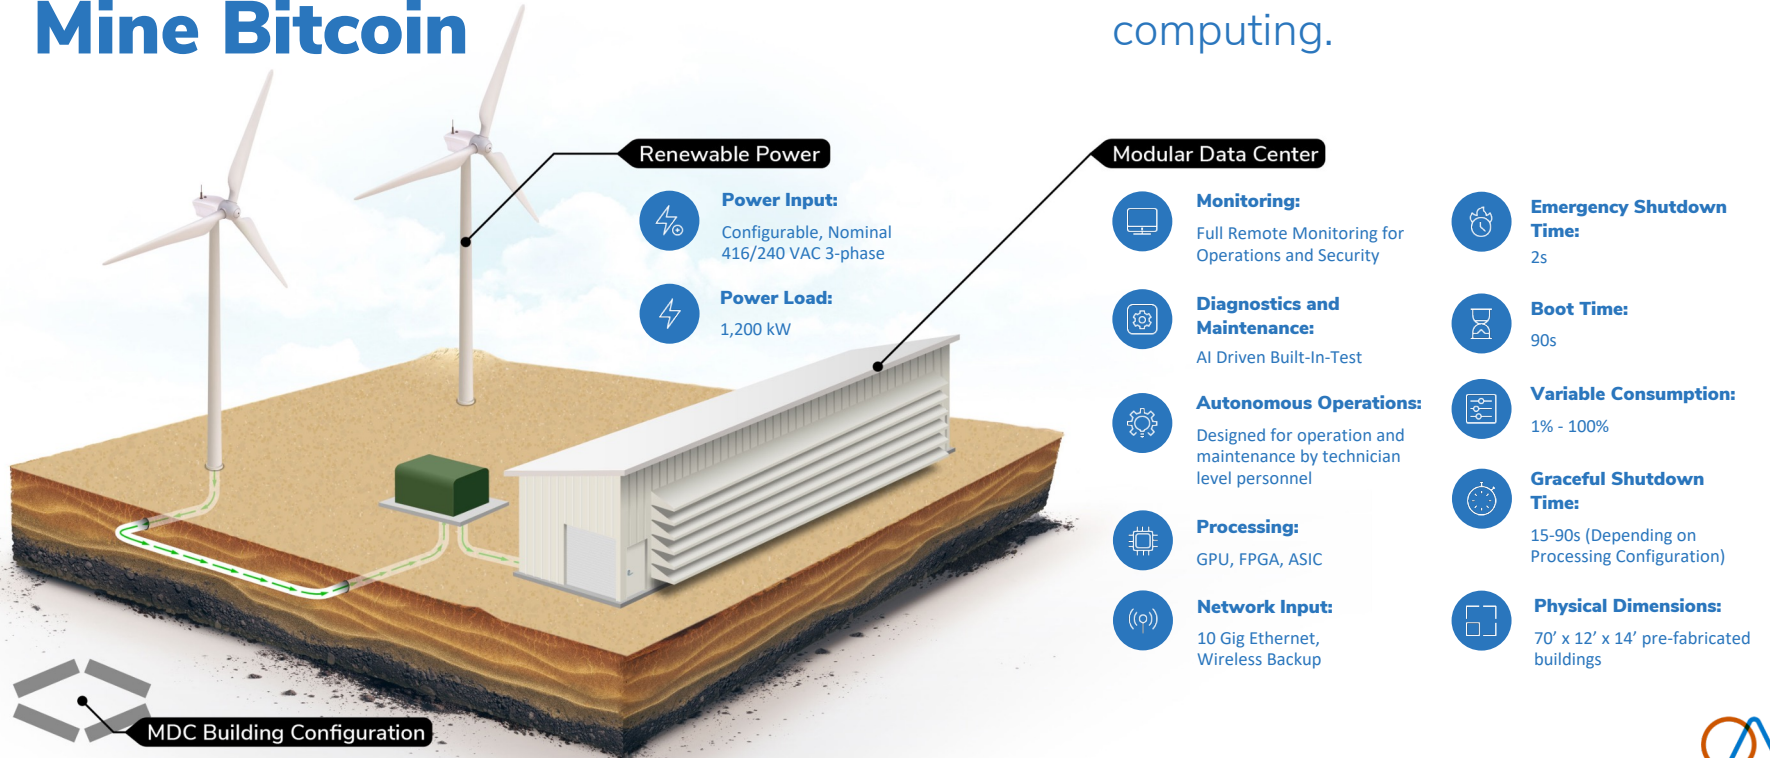 Mine Bitcoin
computing.
Renewable Power
Power Input:
Configurable, Nominal
416/240 VAC 3-phase
Power Load:
1,200 kW
Modular Data Center
Monitoring:
Full Remote Monitoring for
Operations and Security
Diagnostics and
Maintenance:
AI Driven Built-In-Test
Autonomous Operations:
Designed for operation and
maintenance by technician
level personnel
Processing:
GPU, FPGA, ASIC
Network Input:
10 Gig Ethernet,
Wireless Backup
Emergency Shutdown
Time:
2s
Boot Time:
90s
Variable Consumption:
1% - 100%
Graceful Shutdown
Time:
15-90s (Depending on
Processing Configuration)
Physical Dimensions:
70’ x 12’ x 14’ pre-fabricated
buildings
MDC Building Configuration